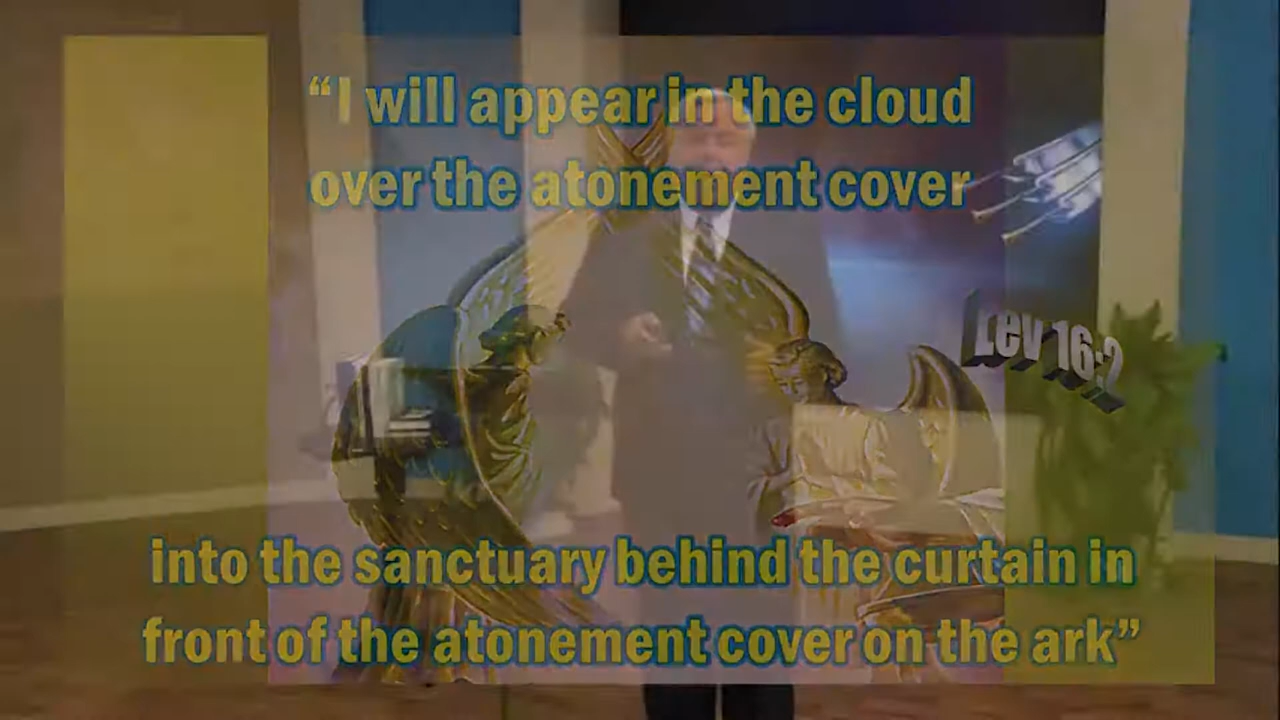 “I will appear in the cloud
over the atonement cover
Lev 16:2
into the sanctuary behind the curtain in
front of the atonement cover on the ark”